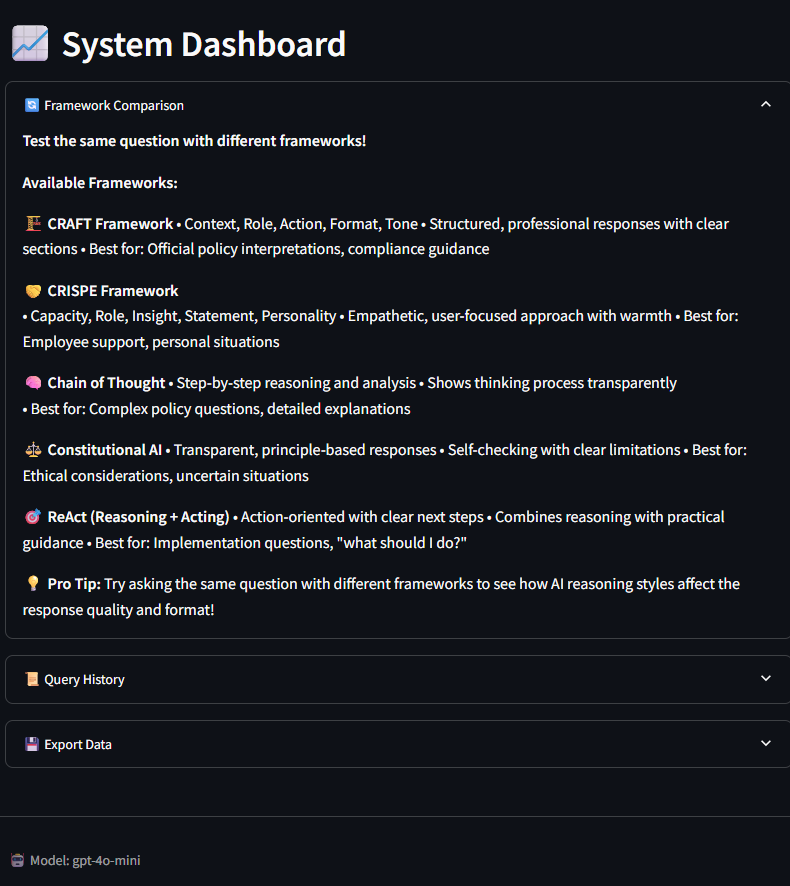 System Dashboard
Framework Comparison
Test the same question with different frameworks!
Available Frameworks:
CRAFT Framework • Context, Role, Action, Format, Tone • Structured, professional responses with clear
sections • Best for: Official policy interpretations, compliance guidance
CRISPE Framework
• Capacity, Role, Insight, Statement, Personality • Empathetic, user-focused approach with warmth • Best for:
Employee support, personal situations
Chain of Thought • Step-by-step reasoning and analysis • Shows thinking process transparently
• Best for: Complex policy questions, detailed explanations
Constitutional AI • Transparent, principle-based responses • Self-checking with clear limitations • Best for:
Ethical considerations, uncertain situations
ReAct (Reasoning + Acting) • Action-oriented with clear next steps • Combines reasoning with practical
guidance • Best for: Implementation questions, "what should I do?"
Pro Tip: Try asking the same question with different frameworks to see how AI reasoning styles affect the
response quality and format!
Query History
Export Data
Model: gpt-4o-mini